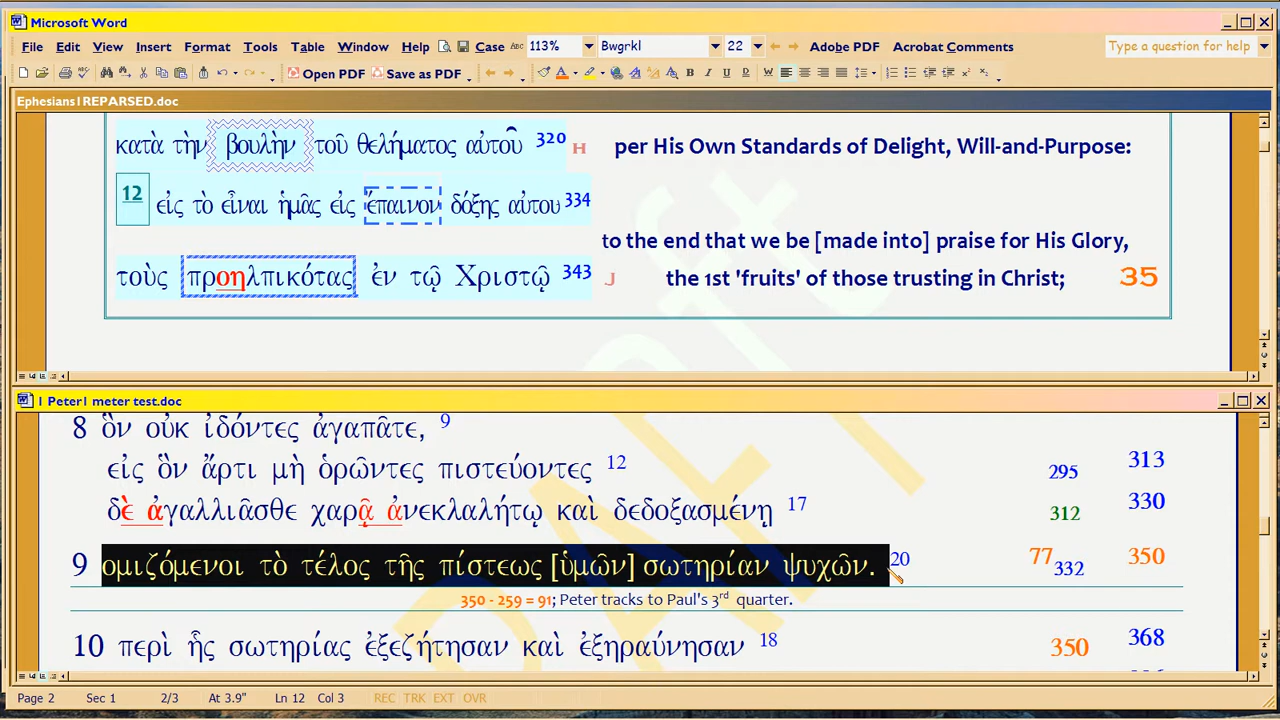 Microsoft Word
File Edit View Insert Format Tools Table Window Help Case 113% Bwgrkl 22 Adobe PDF Acrobat Comments Type a question for help
Open PDF Save as PDF B I U D W
Ephesians1REPARSED.doc
κατὰ τὴν βουλὴν τοῦ θελήματος αὐτοῦ 320 H per His Own Standards of Delight, Will-and-Purpose:
12 εἰς τὸ εἶναι ἡμᾶς εἰς ἔπαινον δόξης αὐτου 334
to the end that we be [made into] praise for His Glory,
τοὺς προηλπικότας ἐν τῷ Χριστῷ 343 J the 1st 'fruits' of those trusting in Christ; 35
1 Peter1 meter test.doc
8 ὃν οὐκ ἰδόντες ἀγαπᾶτε, 9
εἰς ὃν ἄρτι μὴ ὁρῶντες πιστεύοντες 12 295 313
δὲ ἀγαλλιᾶσθε χαρᾷ ἀνεκλαλήτῳ καὶ δεδοξασμένῃ 17 312 330
9 ομιζόμενοι τὸ τέλος τῆς πίστεως [ὑμῶν] σωτηρίαν ψυχῶν. 20 77 332 350
350 - 259 = 91; Peter tracks to Paul's 3rd quarter.
10 περὶ ἧς σωτηρίας ἐξεζήτησαν καὶ ἐξηραύνησαν 18 350 368
Page 2 Sec 1 2/3 At 3.9" Ln 12 Col 3 REC TRK EXT OVR